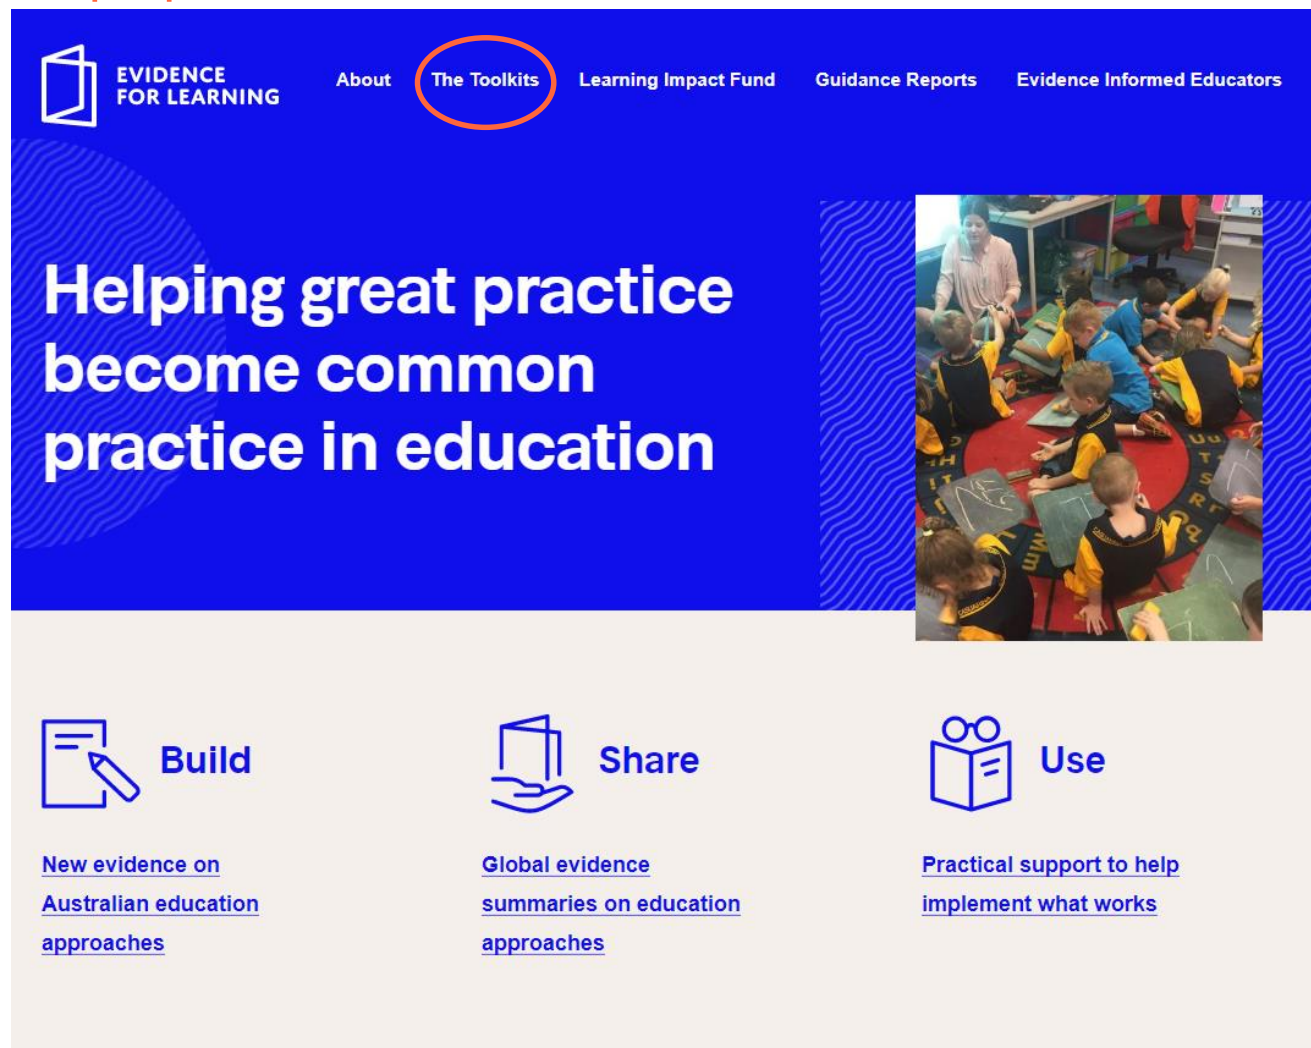 EVIDENCE
FOR LEARNING
About
The Toolkits
Learning Impact Fund
Guidance Reports
Evidence Informed Educators
Helping great practice
become common
practice in education
Build
New evidence on
Australian education
approaches
Share
Global evidence
summaries on education
approaches
Use
Practical support to help
implement what works